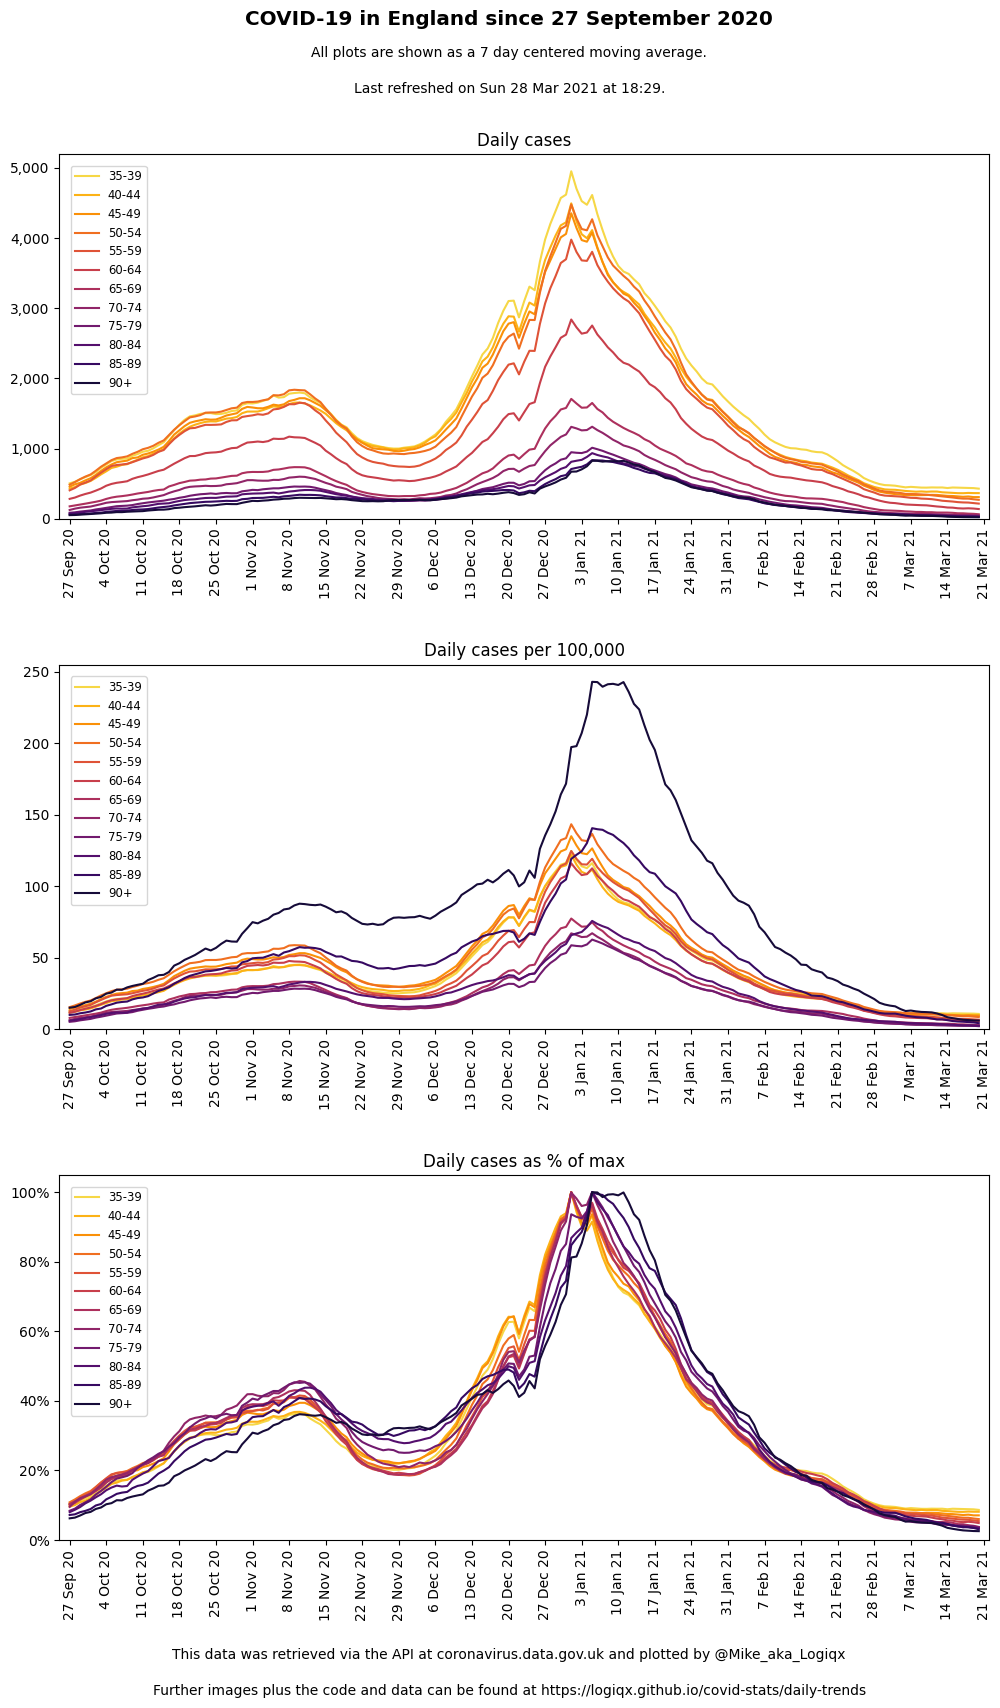 COVID-19 in England since 27 September 2020
All plots are shown as a 7 day centered moving average.
Last refreshed on Sun 28 Mar 2021 at 18:29.
Daily cases
5,000
4,000
3,000
2,000
1,000
0
35-39
40-44
45-49
50-54
55-59
60-64
65-69
70-74
75-79
80-84
85-89
90+
27 Sep 20
4 Oct 20
11 Oct 20
18 Oct 20
25 Oct 20
1 Nov 20
8 Nov 20
15 Nov 20
22 Nov 20
29 Nov 20
6 Dec 20
13 Dec 20
20 Dec 20
27 Dec 20
3 Jan 21
10 Jan 21
17 Jan 21
24 Jan 21
31 Jan 21
7 Feb 21
14 Feb 21
21 Feb 21
28 Feb 21
7 Mar 21
14 Mar 21
21 Mar 21
Daily cases per 100,000
250
200
150
100
50
0
35-39
40-44
45-49
50-54
55-59
60-64
65-69
70-74
75-79
80-84
85-89
90+
27 Sep 20
4 Oct 20
11 Oct 20
18 Oct 20
25 Oct 20
1 Nov 20
8 Nov 20
15 Nov 20
22 Nov 20
29 Nov 20
6 Dec 20
13 Dec 20
20 Dec 20
27 Dec 20
3 Jan 21
10 Jan 21
17 Jan 21
24 Jan 21
31 Jan 21
7 Feb 21
14 Feb 21
21 Feb 21
28 Feb 21
7 Mar 21
14 Mar 21
21 Mar 21
Daily cases as % of max
100%
80%
60%
40%
20%
0%
35-39
40-44
45-49
50-54
55-59
60-64
65-69
70-74
75-79
80-84
85-89
90+
27 Sep 20
4 Oct 20
11 Oct 20
18 Oct 20
25 Oct 20
1 Nov 20
8 Nov 20
15 Nov 20
22 Nov 20
29 Nov 20
6 Dec 20
13 Dec 20
20 Dec 20
27 Dec 20
3 Jan 21
10 Jan 21
17 Jan 21
24 Jan 21
31 Jan 21
7 Feb 21
14 Feb 21
21 Feb 21
28 Feb 21
7 Mar 21
14 Mar 21
21 Mar 21
This data was retrieved via the API at coronavirus.data.gov.uk and plotted by @Mike_aka_Logiqx
Further images plus the code and data can be found at https://logiqx.github.io/covid-stats/daily-trends